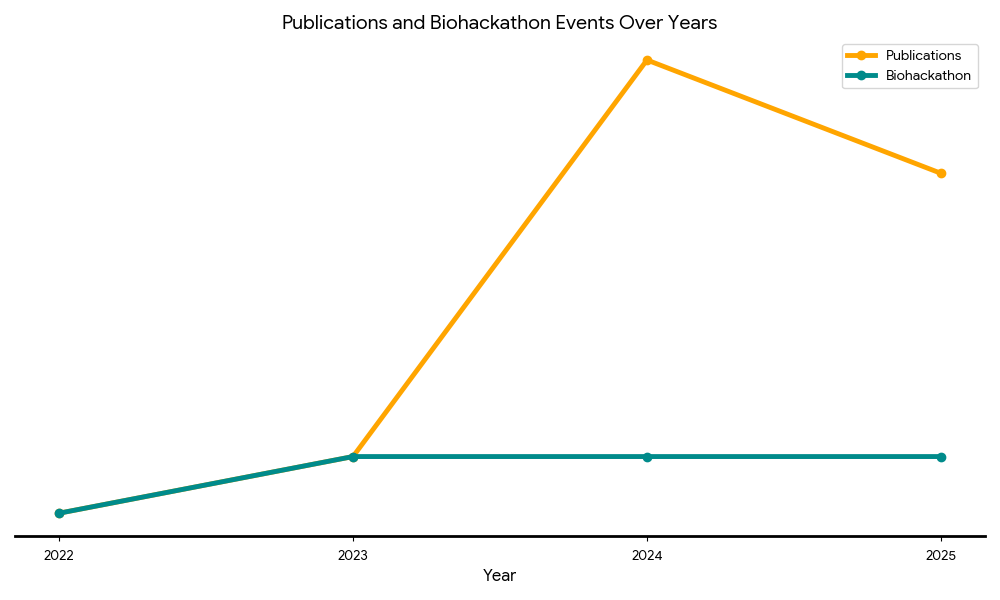 Publications and Biohackathon Events Over Years
Publications
Biohackathon
2022
2023
2024
2025
Year